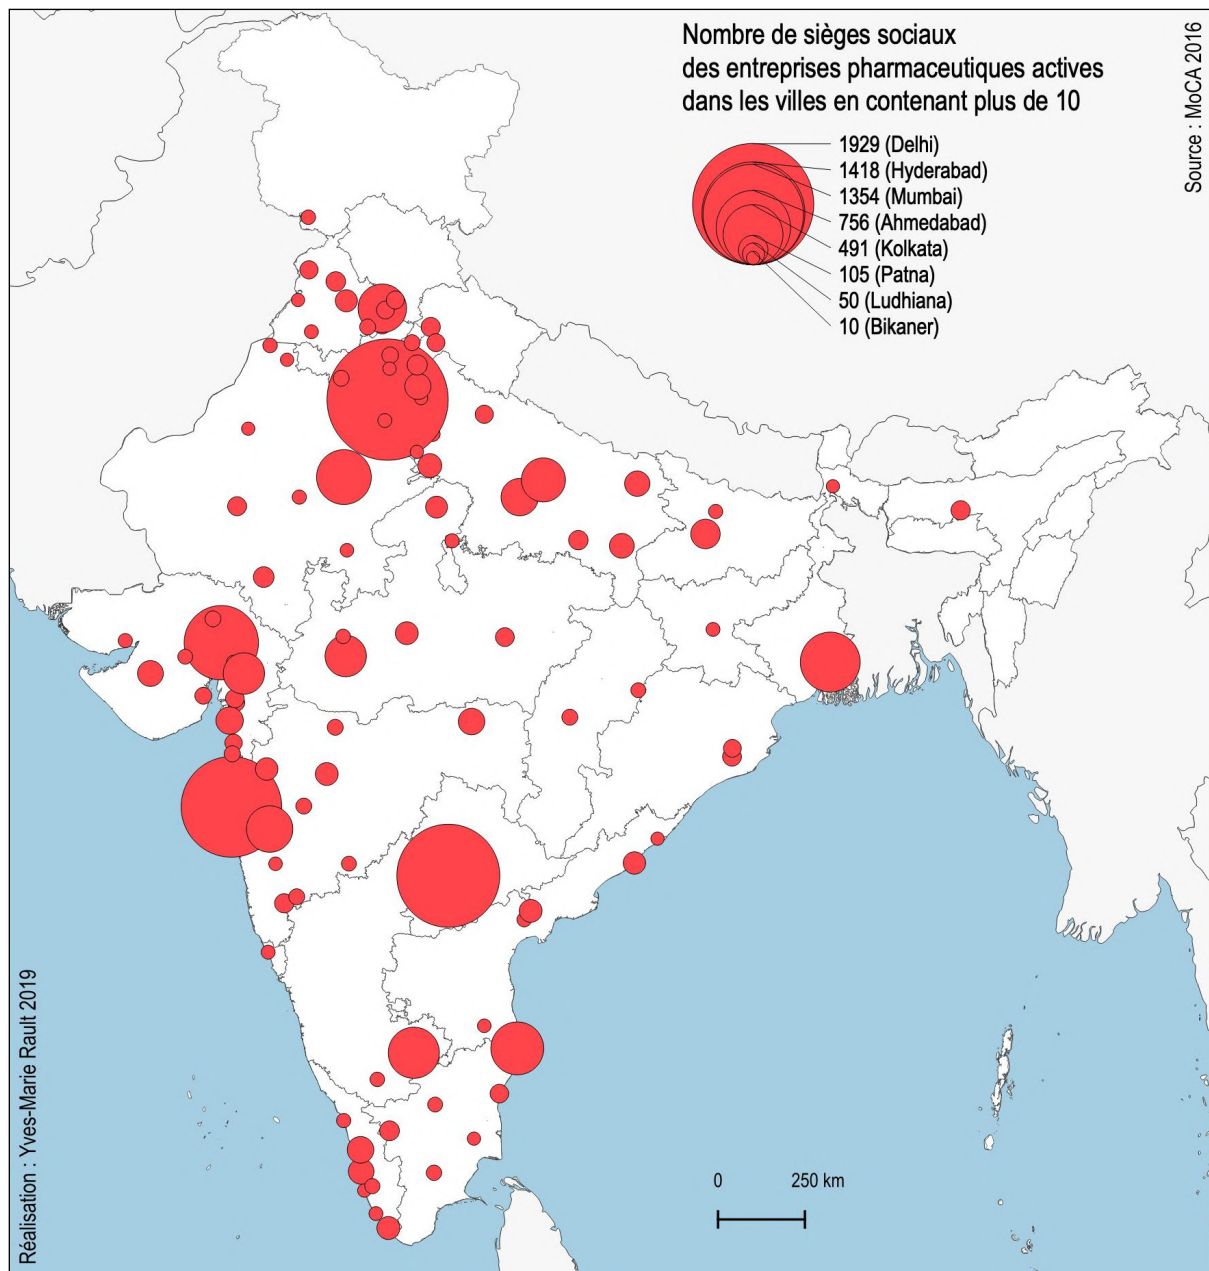 Nombre de sièges sociaux
des entreprises pharmaceutiques actives
dans les villes en contenant plus de 10
1929 (Delhi)
1418 (Hyderabad)
1354 (Mumbai)
756 (Ahmedabad)
491 (Kolkata)
105 (Patna)
50 (Ludhiana)
10 (Bikaner)
Source : MoCA 2016
Réalisation : Yves-Marie Rault 2019
0 250 km